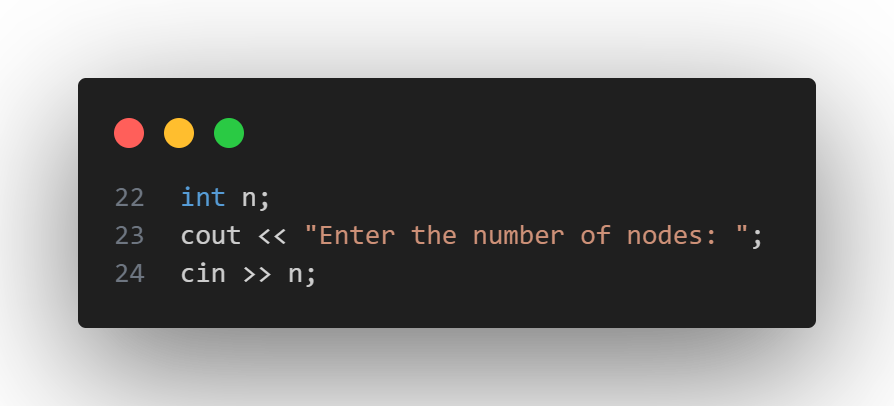 22 int n;
23 cout << "Enter the number of nodes: ";
24 cin >> n;